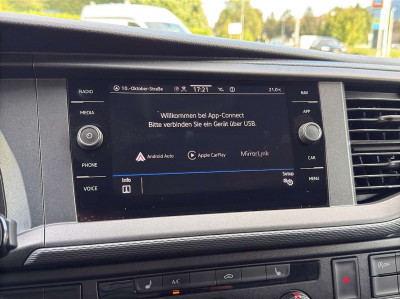 RADIO
MEDIA
PHONE
VOICE
10.-Oktober-Straße
17:21
21.0
Willkommen bei App-Connect
Bitte verbinden Sie ein Gerät über USB.
Android Auto
Apple CarPlay
MirrorLink
Info
Setup
NAV
APP
CAR
MENU